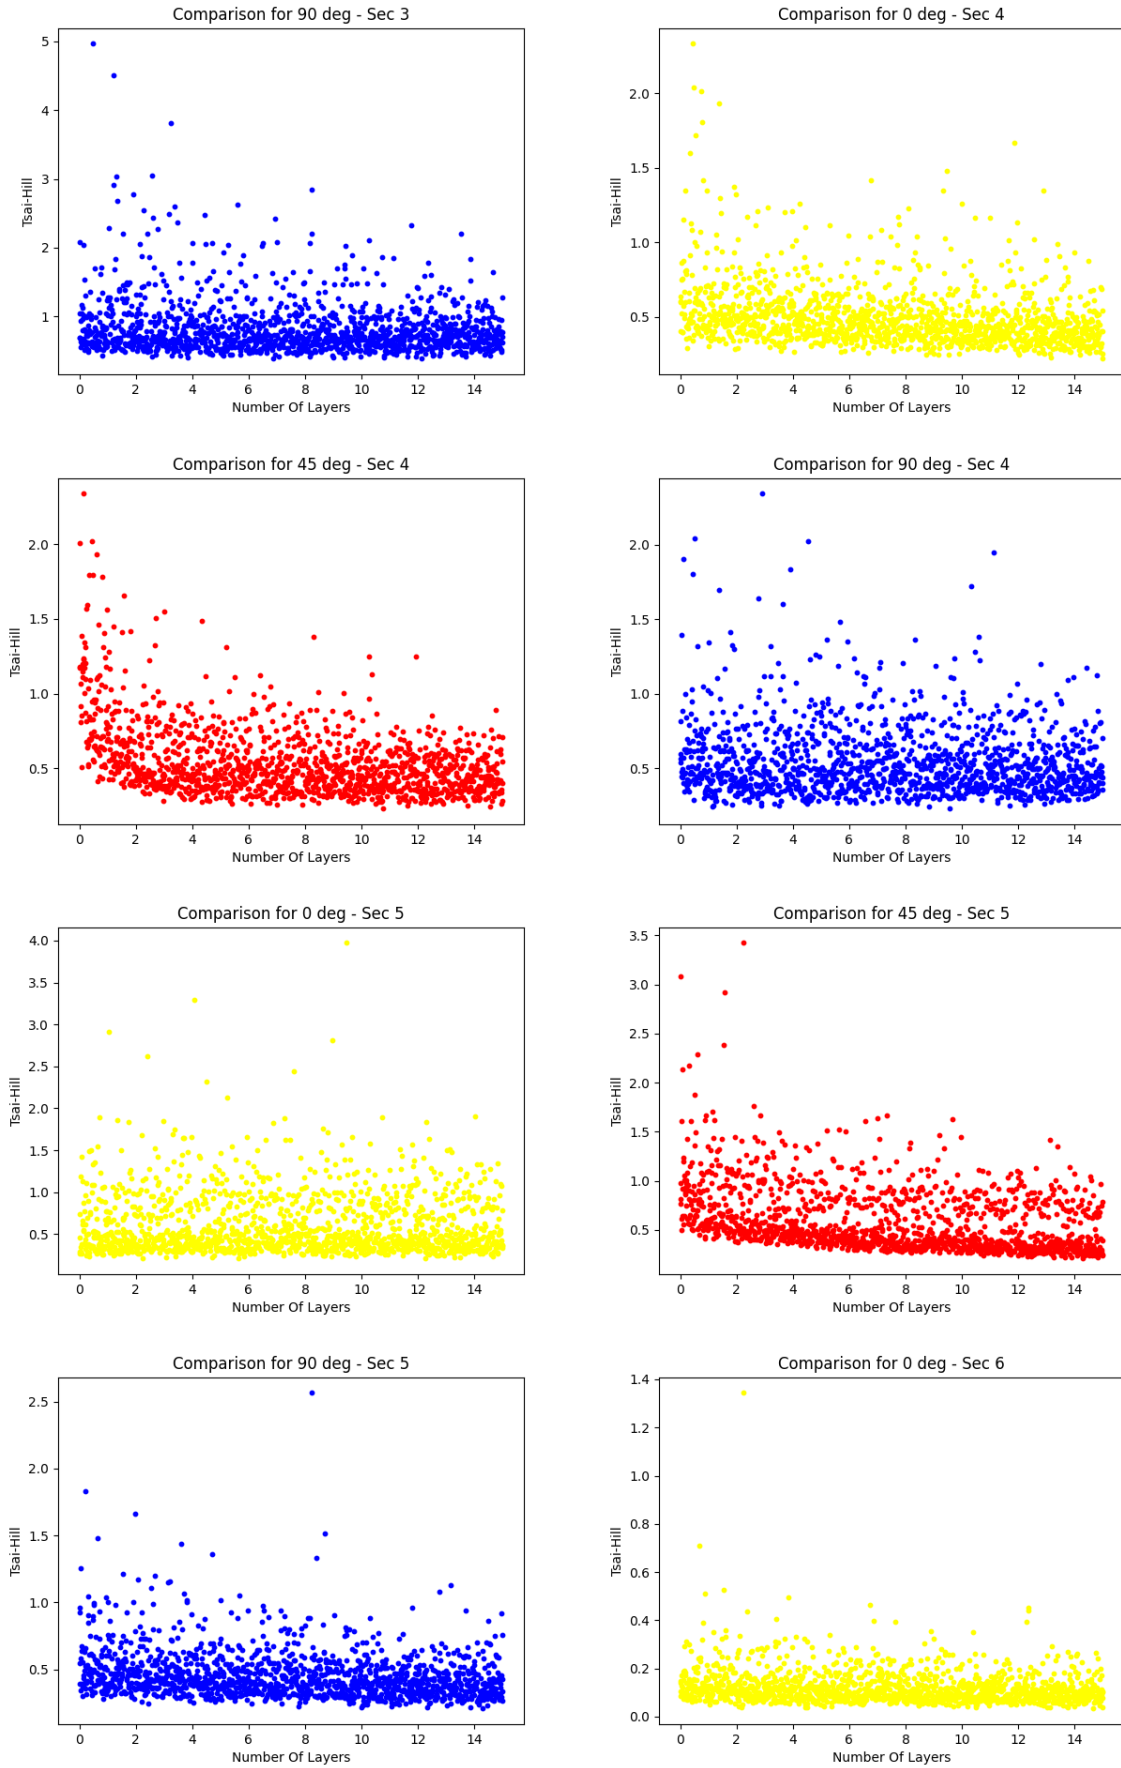 Comparison for 90 deg - Sec 3
Tsai-Hill
5
4
3
2
1
0 2 4 6 8 10 12 14
Number Of Layers
Comparison for 0 deg - Sec 4
Tsai-Hill
2.0
1.5
1.0
0.5
0 2 4 6 8 10 12 14
Number Of Layers
Comparison for 45 deg - Sec 4
Tsai-Hill
2.0
1.5
1.0
0.5
0 2 4 6 8 10 12 14
Number Of Layers
Comparison for 90 deg - Sec 4
Tsai-Hill
2.0
1.5
1.0
0.5
0 2 4 6 8 10 12 14
Number Of Layers
Comparison for 0 deg - Sec 5
Tsai-Hill
4.0
3.5
3.0
2.5
2.0
1.5
1.0
0.5
0 2 4 6 8 10 12 14
Number Of Layers
Comparison for 45 deg - Sec 5
Tsai-Hill
3.5
3.0
2.5
2.0
1.5
1.0
0.5
0 2 4 6 8 10 12 14
Number Of Layers
Comparison for 90 deg - Sec 5
Tsai-Hill
2.5
2.0
1.5
1.0
0.5
0 2 4 6 8 10 12 14
Number Of Layers
Comparison for 0 deg - Sec 6
Tsai-Hill
1.4
1.2
1.0
0.8
0.6
0.4
0.2
0.0
0 2 4 6 8 10 12 14
Number Of Layers